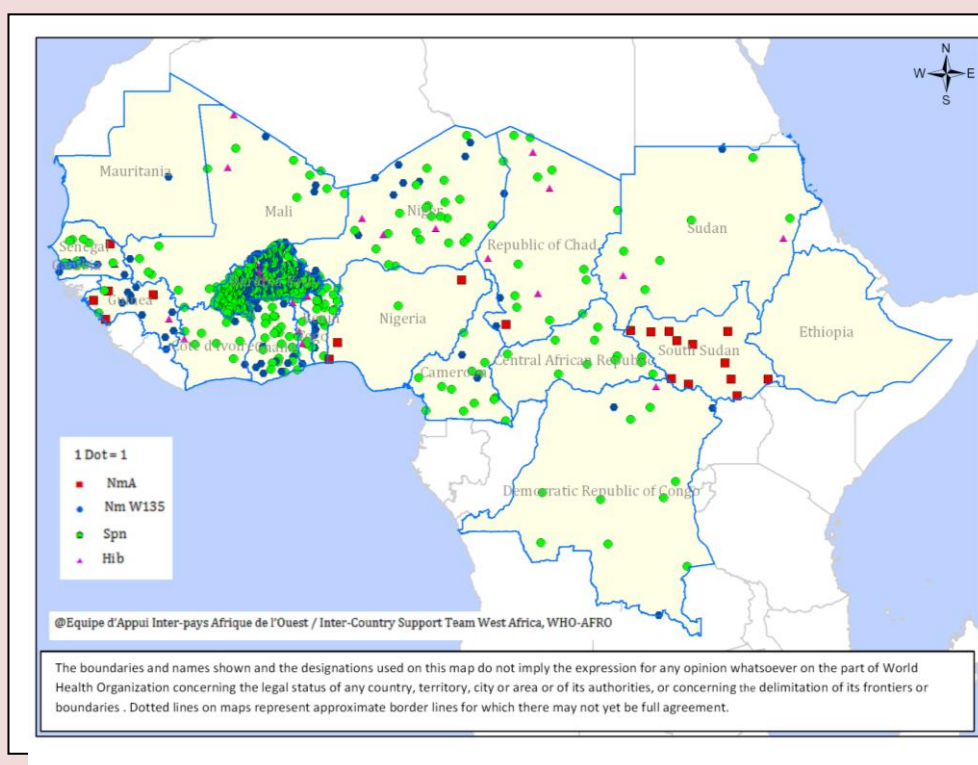 N
W E
S
Mauritania
Mali
Niger
Sudan
Senegal
Republic of Chad
Guinea
Nigeria
Ethiopia
Cote d'Ivoire
South Sudan
Central African Republic
Cameroon
1 Dot = 1
NmA
Nm W135
Spn
Hib
Democratic Republic of Congo
@Equipe d'Appui Inter-pays Afrique de l'Ouest / Inter-Country Support Team West Africa, WHO-AFRO
The boundaries and names shown and the designations used on this map do not imply the expression for any opinion whatsoever on the part of World
Health Organization concerning the legal status of any country, territory, city or area or of its authorities, or concerning the delimitation of its frontiers or
boundaries . Dotted lines on maps represent approximate border lines for which there may not yet be full agreement.